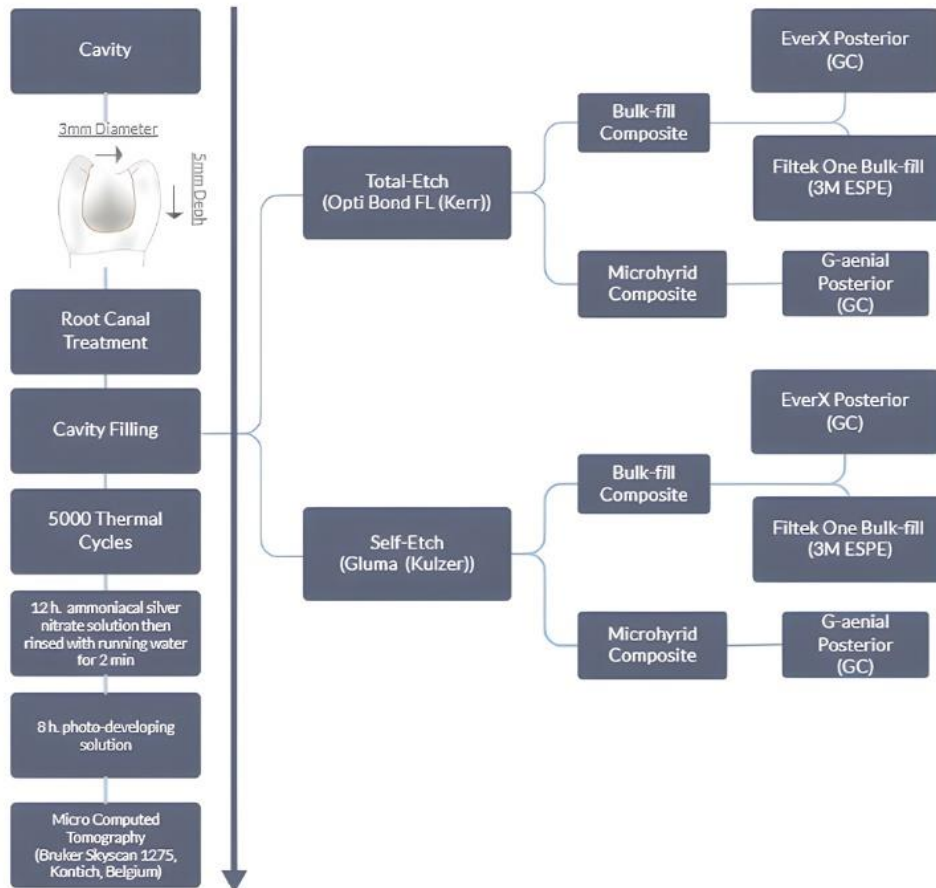 Cavity
3mm Diameter
5mm Deph
Root Canal
Treatment
Cavity Filling
5000 Thermal
Cycles
12 h. ammoniacal silver
nitrate solution then
rinsed with running water
for 2 min
8 h. photo-developing
solution
Micro Computed
Tomography
(Bruker Skyscan 1275,
Kontich, Belgium)
Total-Etch
(Opti Bond FL (Kerr))
Bulk-fill
Composite
EverX Posterior
(GC)
Filtek One Bulk-fill
(3M ESPE)
Microhyrid
Composite
G-aenial
Posterior
(GC)
Self-Etch
(Gluma (Kulzer))
Bulk-fill
Composite
EverX Posterior
(GC)
Filtek One Bulk-fill
(3M ESPE)
Microhyrid
Composite
G-aenial
Posterior
(GC)